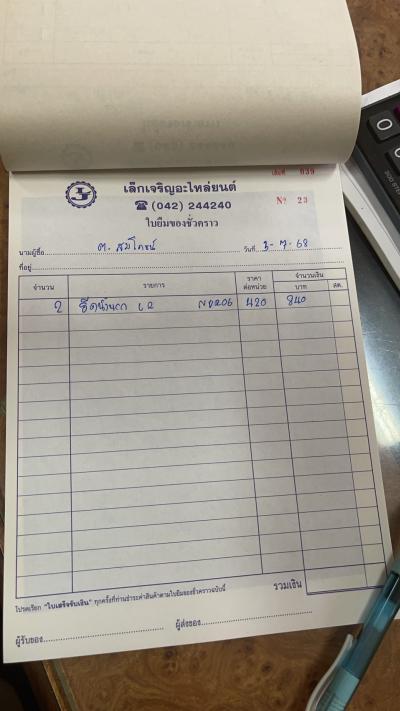 เล่มที่ 039
เล็กเจริญอะไหล่ยนต์
☎ (042) 244240
Nº 23
ใบยืมของชั่วคราว
นามผู้ซื้อ ต. สมโภชน์ วันที่ 3-7-68
ที่อยู่
จำนวน รายการ ราคาต่อหน่วย จำนวนเงิน
บาท สต.
2 LR 420 840
โปรดเรียก "ใบเสร็จรับเงิน" ทุกครั้งที่ท่านชำระค่าสินค้าตามใบยืมของชั่วคราวฉบับนี้ รวมเงิน
ผู้รับของ ผู้ส่งของ